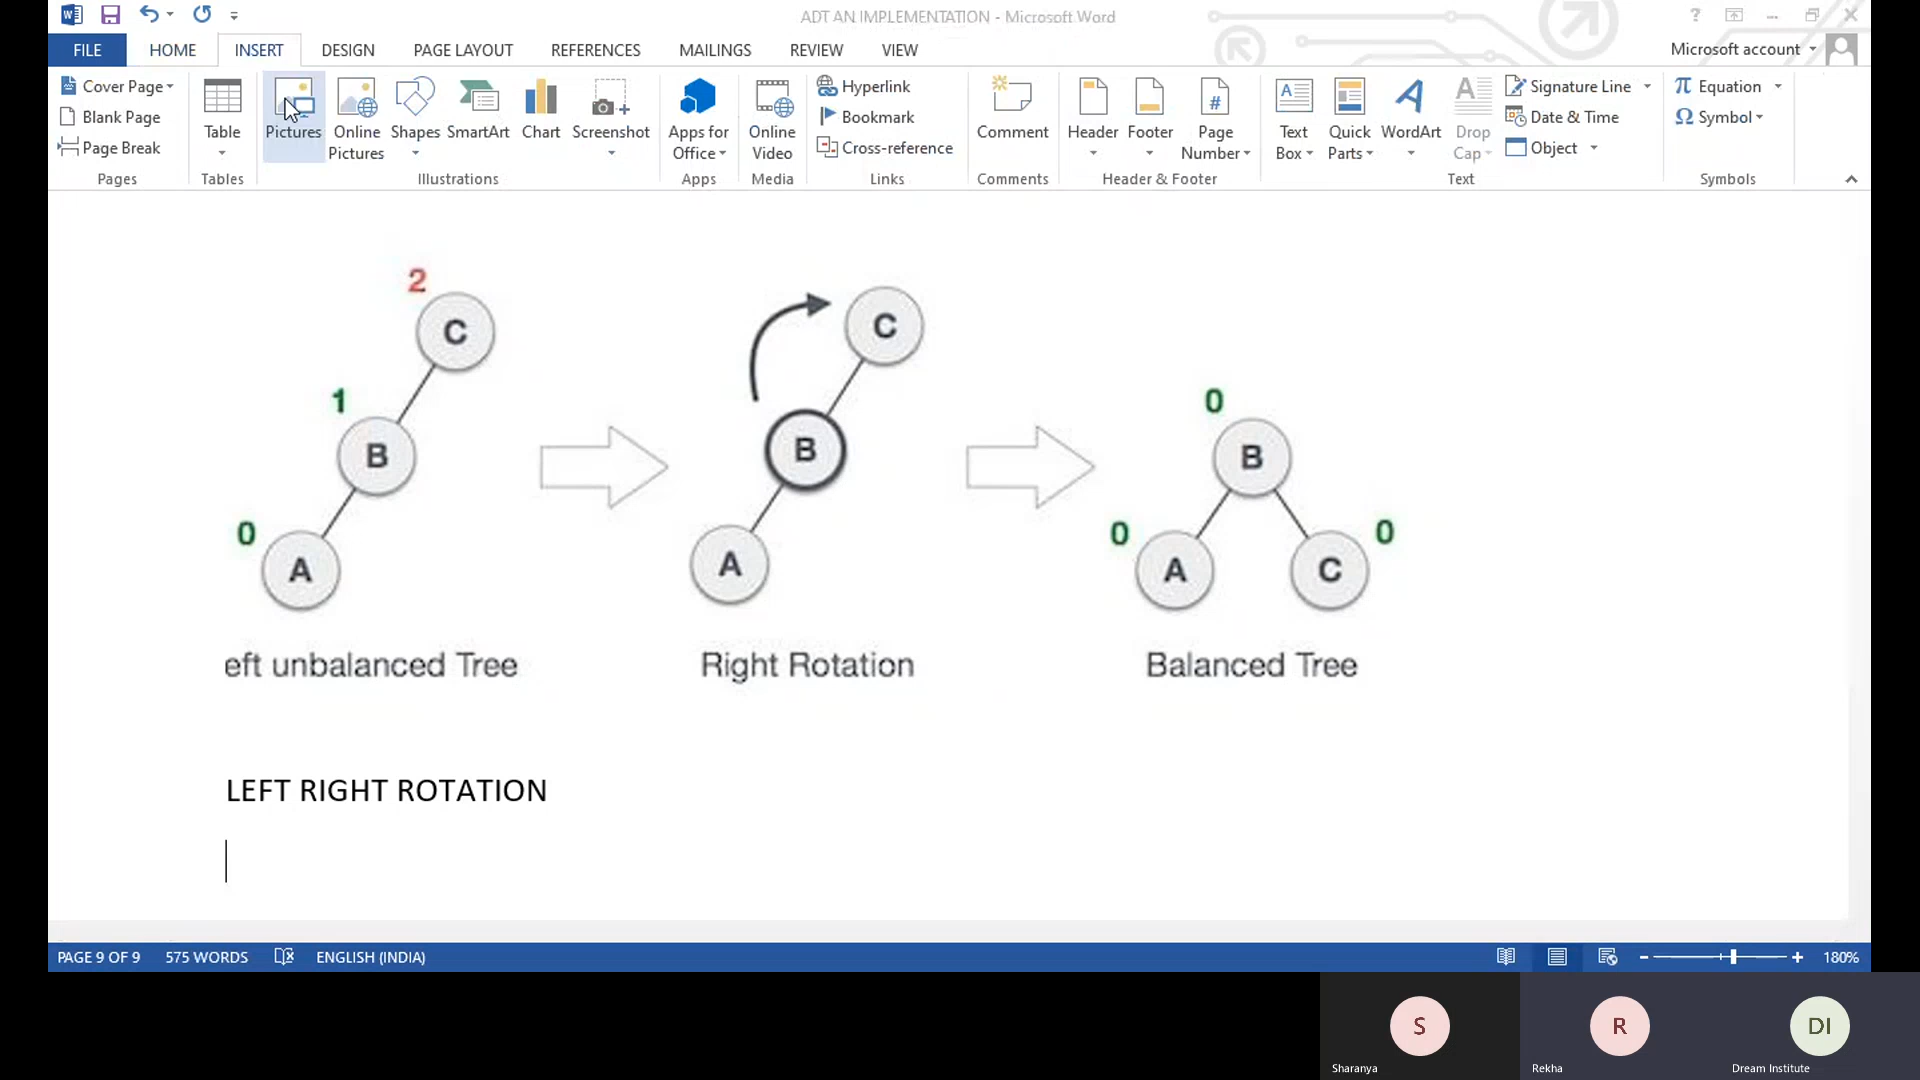 ADT AN IMPLEMENTATION - Microsoft Word
?
FILE HOME INSERT DESIGN PAGE LAYOUT REFERENCES MAILINGS REVIEW VIEW Microsoft account
Cover Page
Blank Page
Page Break
Pages
Table
Tables
Pictures
Online
Pictures
Shapes
SmartArt
Chart
Screenshot
Illustrations
Apps for
Office
Apps
Online
Video
Media
Hyperlink
Bookmark
Cross-reference
Links
Comment
Comments
Header
Footer
#
Page
Number
Header & Footer
A
Text
Box
Quick
Parts
A
WordArt
A
Drop
Cap
Signature Line
Date & Time
Object
Text
π Equation
Ω Symbol
Symbols
2
C
1
B
0
A
C
B
A
0
B
0
A
0
C
eft unbalanced Tree
Right Rotation
Balanced Tree
LEFT RIGHT ROTATION
PAGE 9 OF 9 575 WORDS ENGLISH (INDIA) 180%
S
Sharanya
R
Rekha
DI
Dream Institute